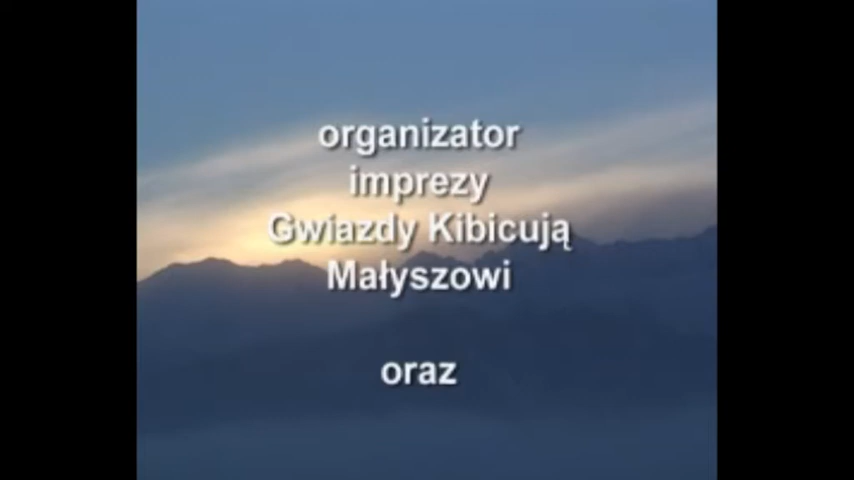 organizator
imprezy
Gwiazdy Kibicują
Małyszowi
oraz